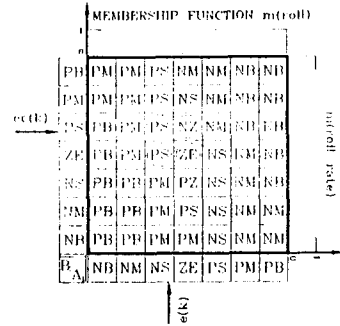 MEMBERSHIP FUNCTION m(roll)
PB PM PM PS NM NM NB NB
PM PM PM PS NS NM NB NB
PS PB PM PS NZ NM NB NB
ZE PB PM PS ZE NS NM NB
NS PB PB PM PZ NS NM NB
NM PB PB PM PS NS NM NM
NB PB PB PM PM NS NM NM
B A NB NM NS ZE PS PM PB
ec(k)
m(roll rate)
e(k)